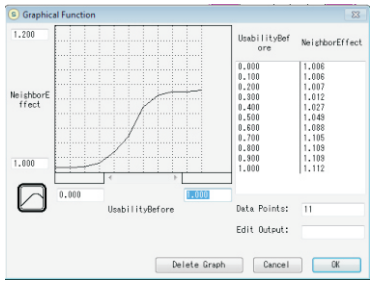 Graphical Function
1.200
NeighborE
ffect
1.000
0.000
1.000
UsabilityBefore
UsabilityBef
ore
NeighborEffect
0.000 1.006
0.100 1.006
0.200 1.007
0.300 1.012
0.400 1.027
0.500 1.049
0.600 1.088
0.700 1.105
0.800 1.109
0.900 1.109
1.000 1.112
Data Points: 11
Edit Output:
Delete Graph
Cancel
OK